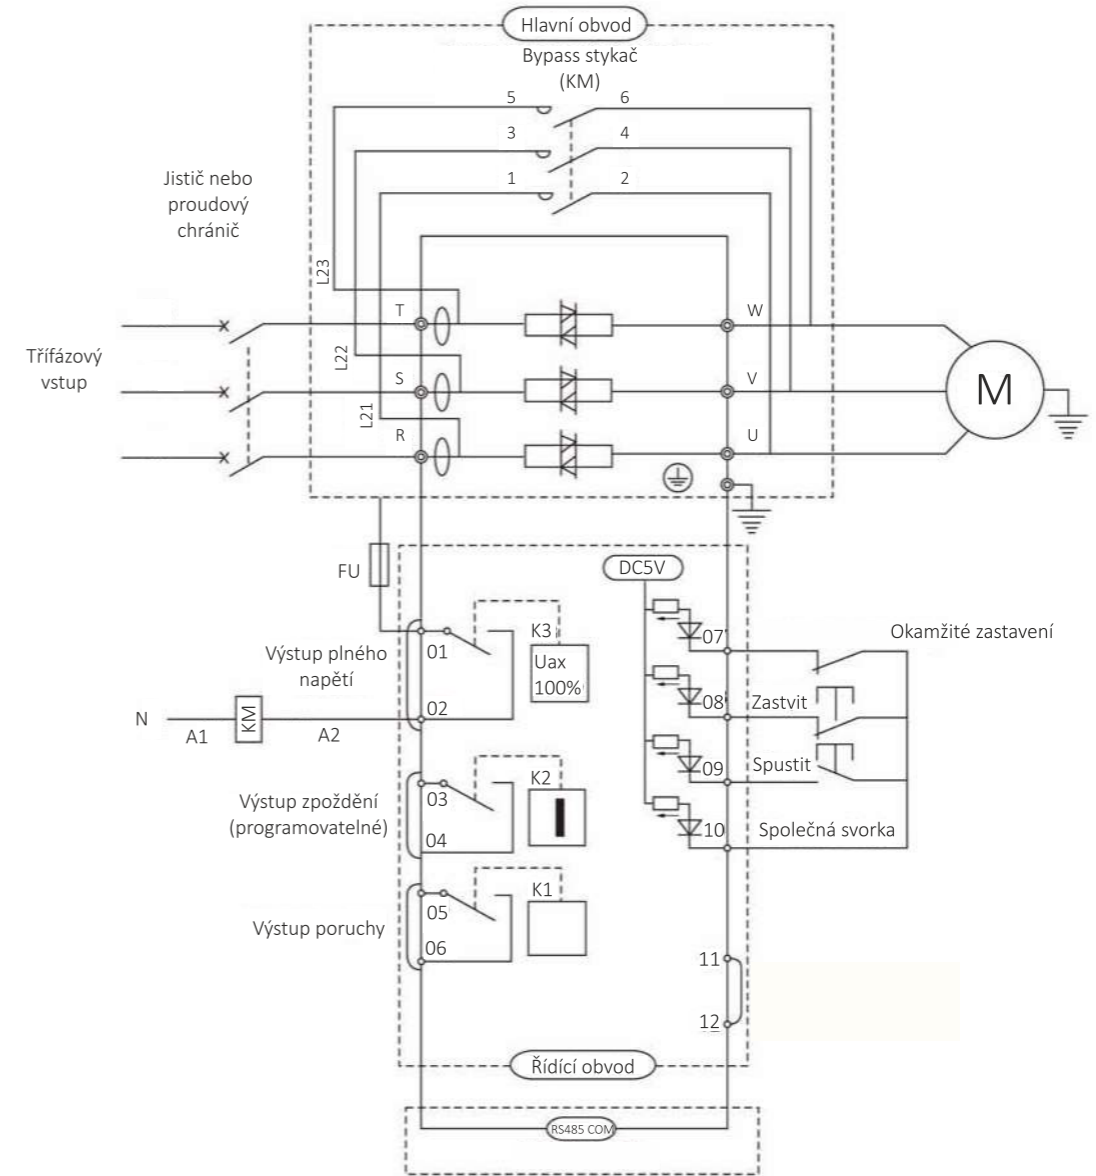 Hlavní obvod
Bypass stykač
(KM)
5
6
3
4
1
2
Jistič nebo
proudový
chránič
L23
L22
L21
T
S
R
W
V
U
Třífázový
vstup
M
FU
DC5V
K3
Uax
100%
01
02
Výstup plného
napětí
N
A1
KM
A2
07
08
09
10
Okamžité zastavení
Zastvit
Spustit
Společná svorka
K2
03
04
Výstup zpoždění
(programovatelné)
K1
05
06
Výstup poruchy
11
12
Řídící obvod
RS485 COM